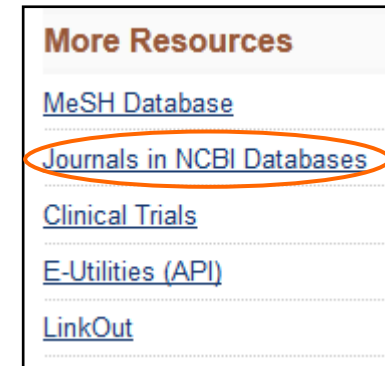 More Resources
MeSH Database
Journals in NCBI Databases
Clinical Trials
E-Utilities (API)
LinkOut